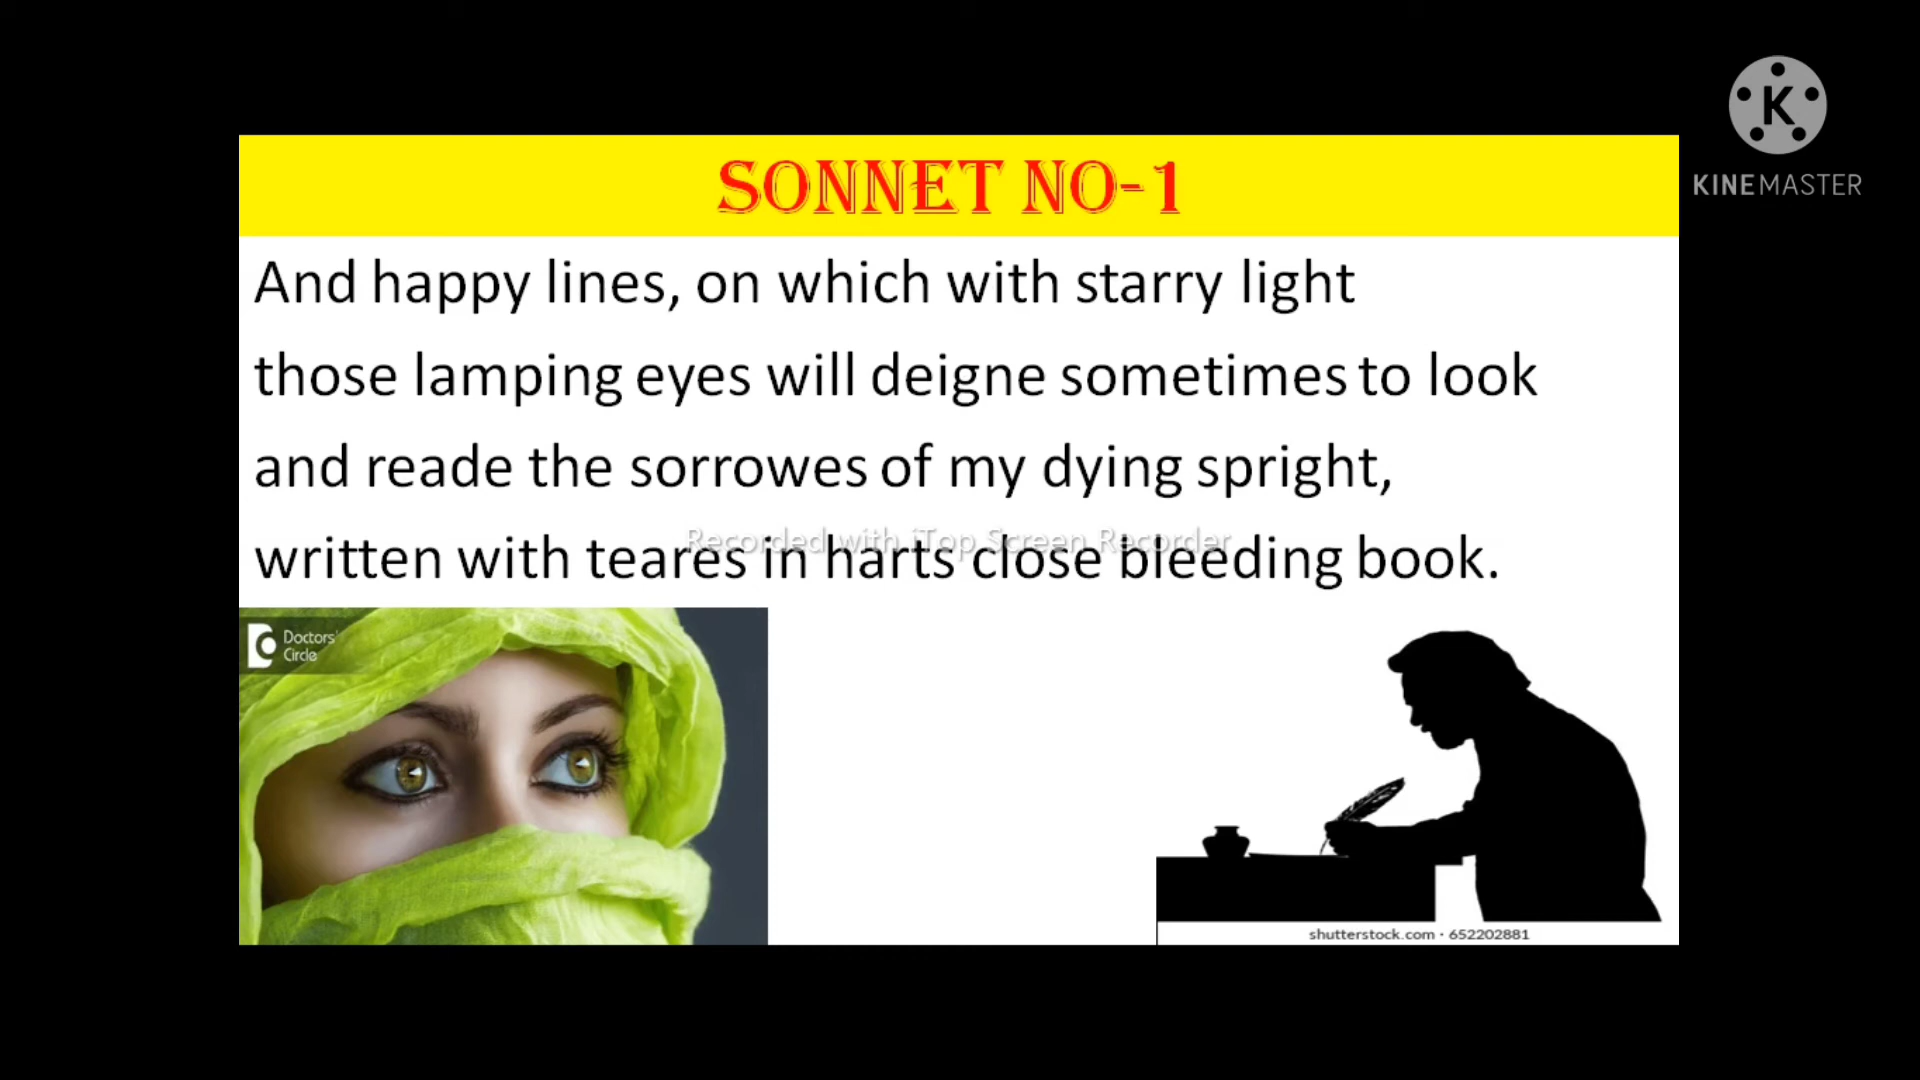 KINEMASTER
SONNET NO-1
And happy lines, on which with starry light
those lamping eyes will deigne sometimes to look
and reade the sorrowes of my dying spright,
Recorded with iTop Screen Recorder
written with teares in harts close bleeding book.
Doctors'
Circle
shutterstock.com · 652202881